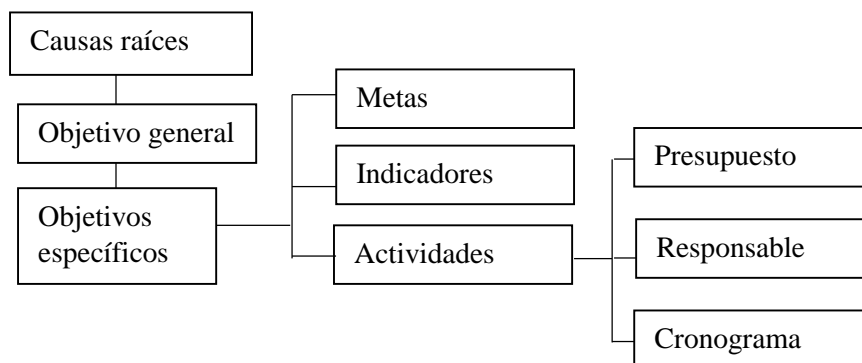 Causas raíces
Objetivo general
Objetivos
específicos
Metas
Indicadores
Actividades
Presupuesto
Responsable
Cronograma